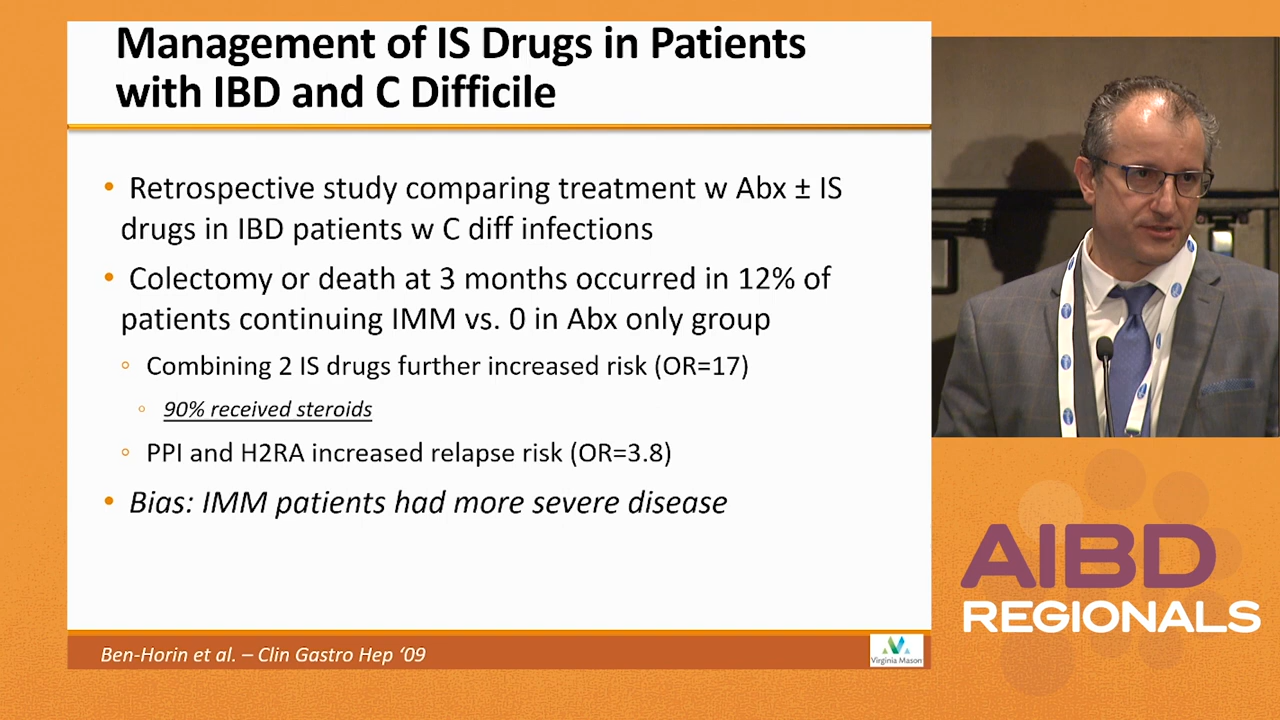 Management of IS Drugs in Patients
with IBD and C Difficile
• Retrospective study comparing treatment w Abx ± IS
drugs in IBD patients w C diff infections
• Colectomy or death at 3 months occurred in 12% of
patients continuing IMM vs. 0 in Abx only group
◦ Combining 2 IS drugs further increased risk (OR=17)
◦ 90% received steroids
◦ PPI and H2RA increased relapse risk (OR=3.8)
• Bias: IMM patients had more severe disease
Ben-Horin et al. – Clin Gastro Hep ‘09
Virginia Mason
AIBD
REGIONALS